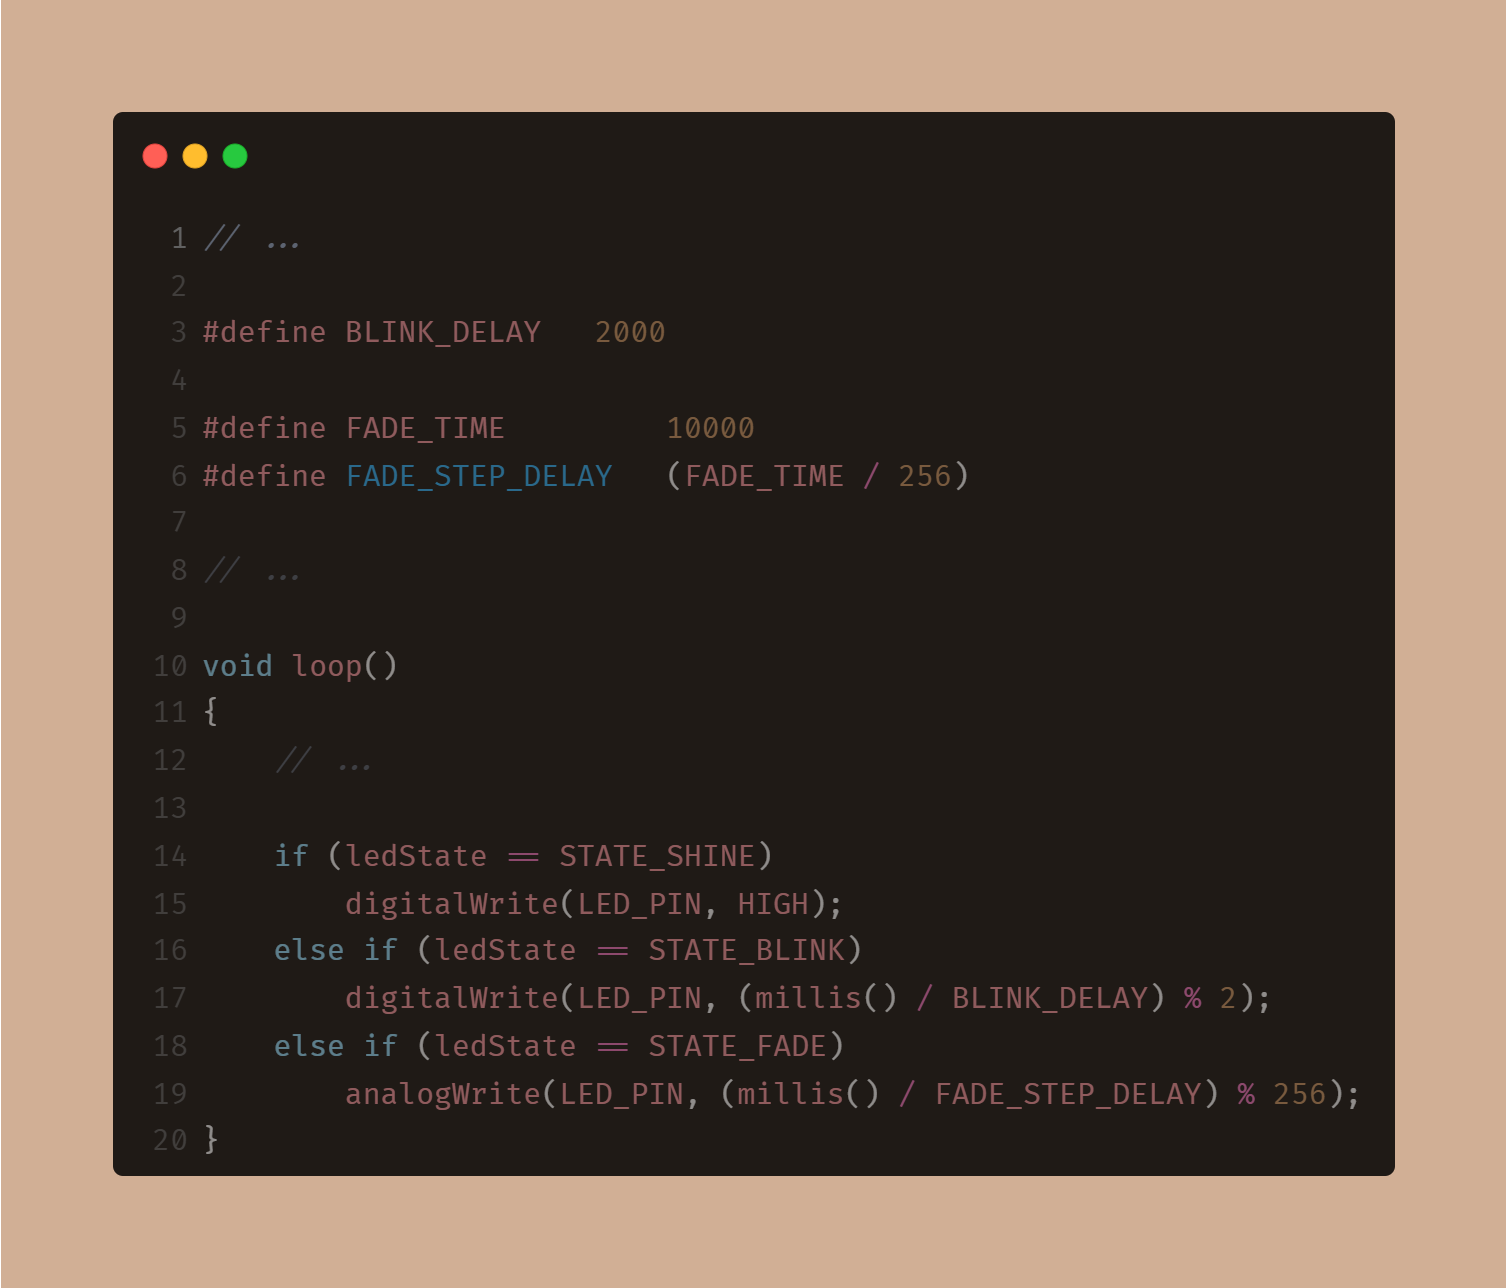 1 // ...
2
3 #define BLINK_DELAY   2000
4
5 #define FADE_TIME         10000
6 #define FADE_STEP_DELAY   (FADE_TIME / 256)
7
8 // ...
9
10 void loop()
11 {
12     // ...
13
14     if (ledState == STATE_SHINE)
15         digitalWrite(LED_PIN, HIGH);
16     else if (ledState == STATE_BLINK)
17         digitalWrite(LED_PIN, (millis() / BLINK_DELAY) % 2);
18     else if (ledState == STATE_FADE)
19         analogWrite(LED_PIN, (millis() / FADE_STEP_DELAY) % 256);
20 }